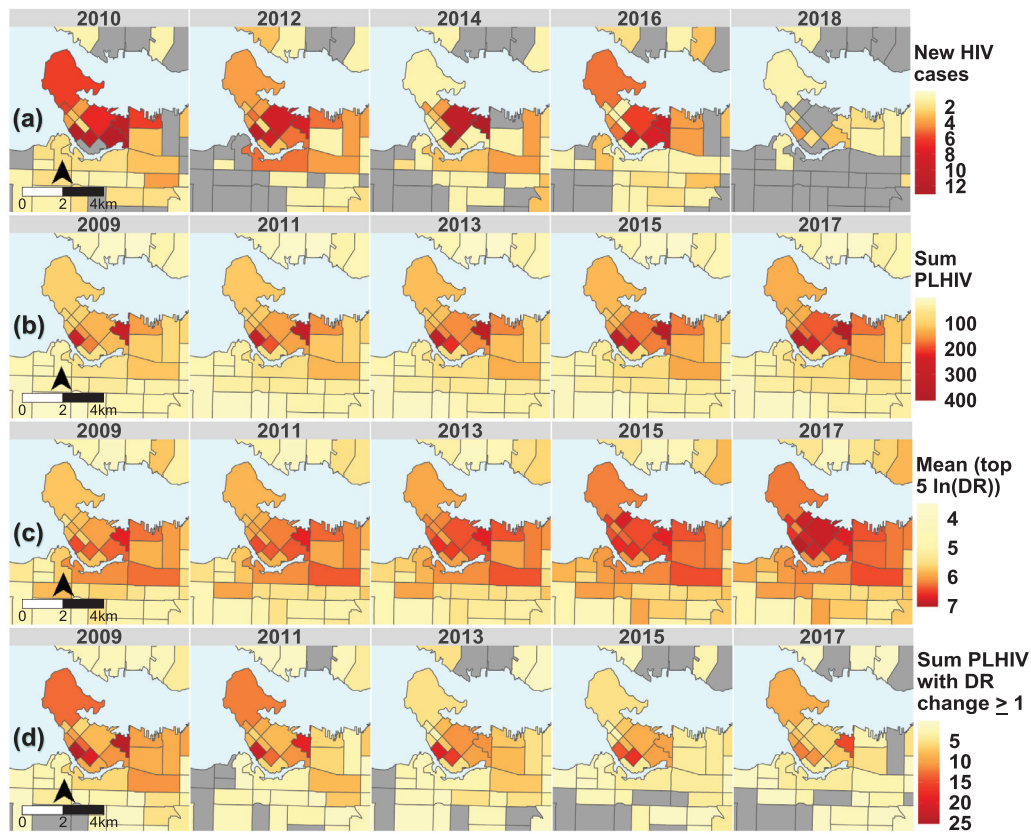 2010 2012 2014 2016 2018
New HIV
cases
2
4
6
8
10
12
(a)
0 2 4km
2009 2011 2013 2015 2017
Sum
PLHIV
100
200
300
400
(b)
0 2 4km
2009 2011 2013 2015 2017
Mean (top
5 ln(DR))
4
5
6
7
(c)
0 2 4km
2009 2011 2013 2015 2017
Sum PLHIV
with DR
change ≥ 1
5
10
15
20
25
(d)
0 2 4km